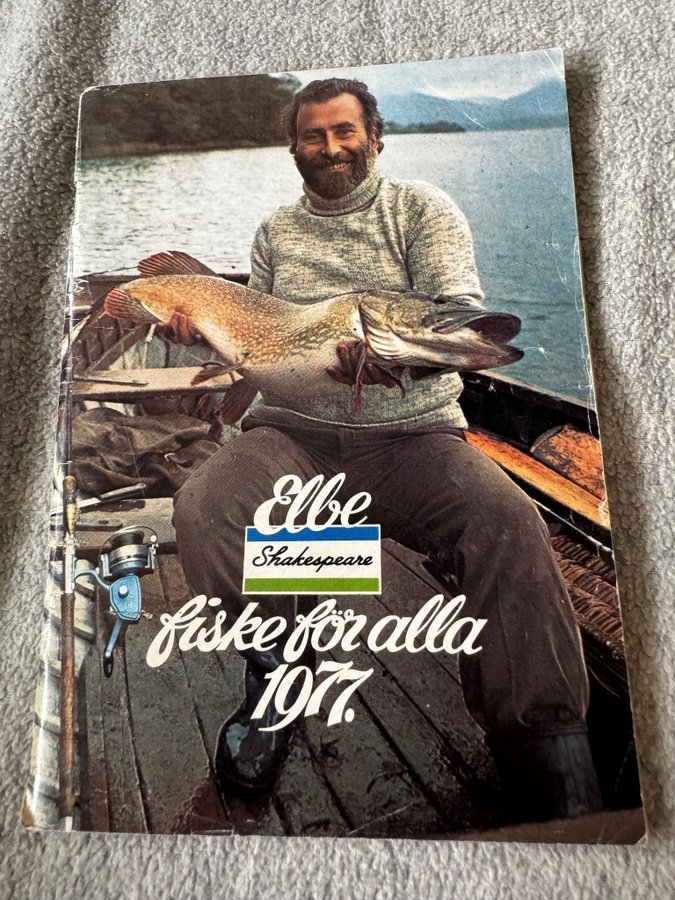 Elbe
Shakespeare
fiske för alla
1977.